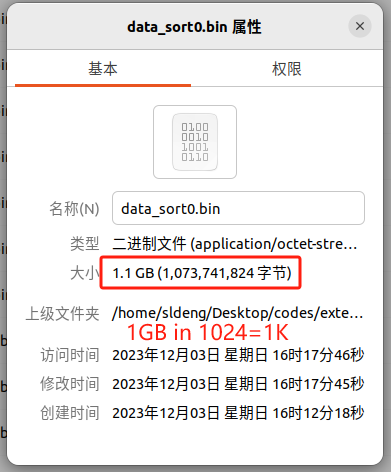 data_sort0.bin 属性
基本 权限
0100
0010
1001
0110
名称(N) data_sort0.bin
类型 二进制文件 (application/octet-stre…
大小 1.1 GB (1,073,741,824 字节)
上级文件夹 /home/sldeng/Desktop/codes/exte…
1GB in 1024=1K
访问时间 2023年12月03日 星期日 16时17分46秒
修改时间 2023年12月03日 星期日 16时17分45秒
创建时间 2023年12月03日 星期日 16时12分18秒